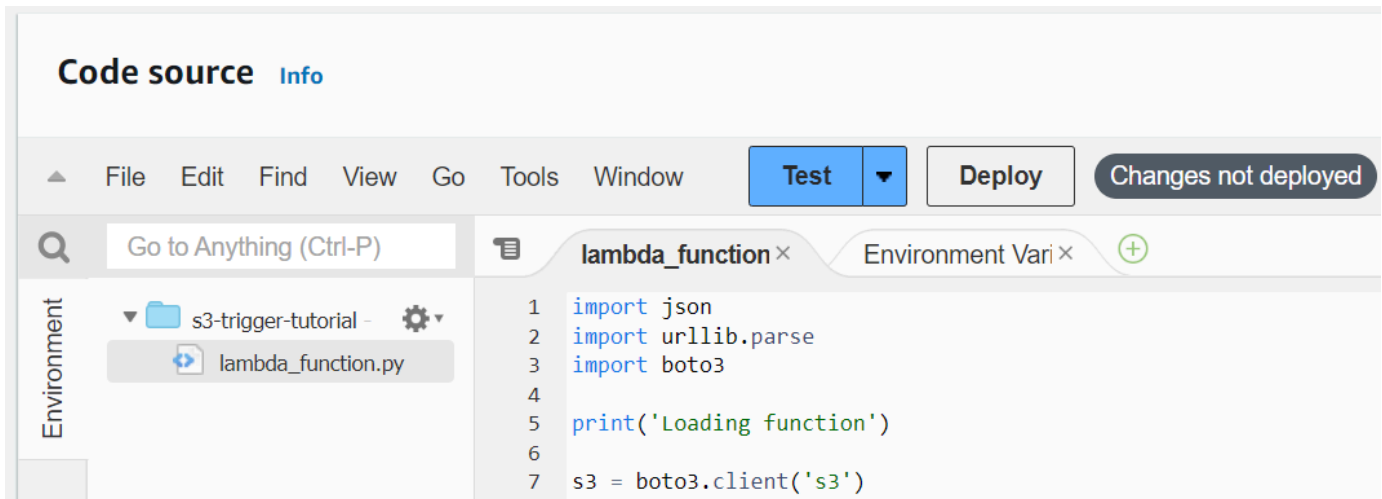 Code source Info
File Edit Find View Go Tools Window Test Deploy Changes not deployed
Go to Anything (Ctrl-P)
lambda_function
Environment Vari
Environment
s3-trigger-tutorial -
lambda_function.py
1 import json
2 import urllib.parse
3 import boto3
4
5 print('Loading function')
6
7 s3 = boto3.client('s3')